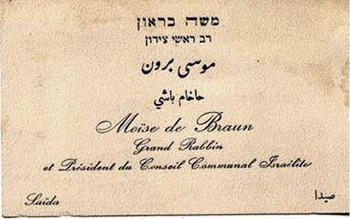 משה בראון
רב ראשי צידון
موسى برون
حاخام باشي
Moïse de Braun
Grand Rabbin
et Président du Conseil Communal Israélite
Saïda صيدا